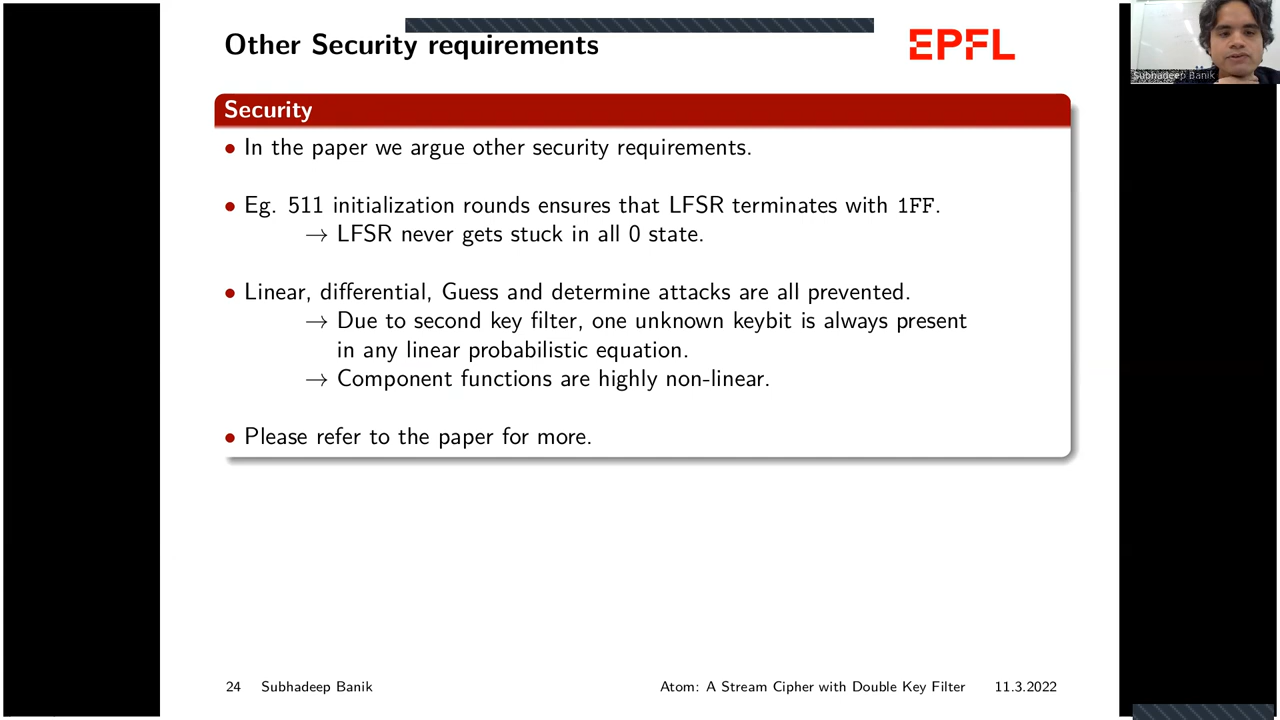 Other Security requirements
EPFL
Subhadeep Banik
Security
• In the paper we argue other security requirements.
• Eg. 511 initialization rounds ensures that LFSR terminates with 1FF.
→ LFSR never gets stuck in all 0 state.
• Linear, differential, Guess and determine attacks are all prevented.
→ Due to second key filter, one unknown keybit is always present
in any linear probabilistic equation.
→ Component functions are highly non-linear.
• Please refer to the paper for more.
24 Subhadeep Banik Atom: A Stream Cipher with Double Key Filter 11.3.2022